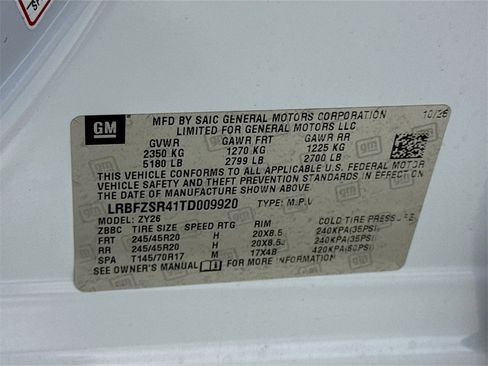 SP
GM
MFD BY SAIC GENERAL MOTORS CORPORATION 10/25
LIMITED FOR GENERAL MOTORS LLC
GVWR GAWR FRT GAWR RR
2350 KG 1270 KG 1225 KG
5180 LB 2799 LB 2700 LB
THIS VEHICLE CONFORMS TO ALL APPLICABLE U.S. FEDERAL MOTOR
VEHICLE SAFETY AND THEFT PREVENTION STANDARDS IN EFFECT ON
THE DATE OF MANUFACTURE SHOWN ABOVE.
LRBFZSR41TD009920 TYPE: M.P.V
MODEL: ZY26
ZBBC TIRE SIZE SPEED RTG RIM COLD TIRE PRESSURE
FRT 245/45R20 H 20X8.5 240KPA(35PSI)
RR 245/45R20 H 20X8.5 240KPA(35PSI)
SPA T145/70R17 M 17X4B 420KPA(60PSI)
SEE OWNER'S MANUAL FOR MORE INFORMATION